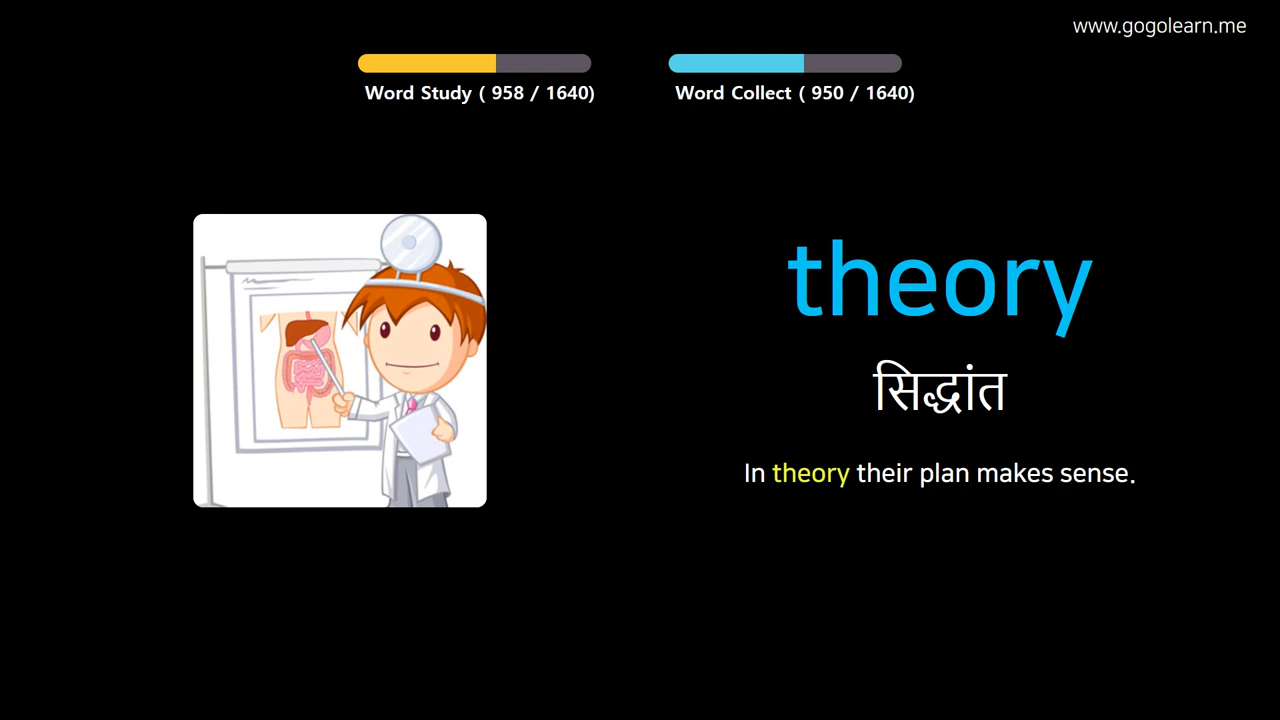 www.gogolearn.me
Word Study ( 958 / 1640)
Word Collect ( 950 / 1640)
theory
सिद्धांत
In theory their plan makes sense.